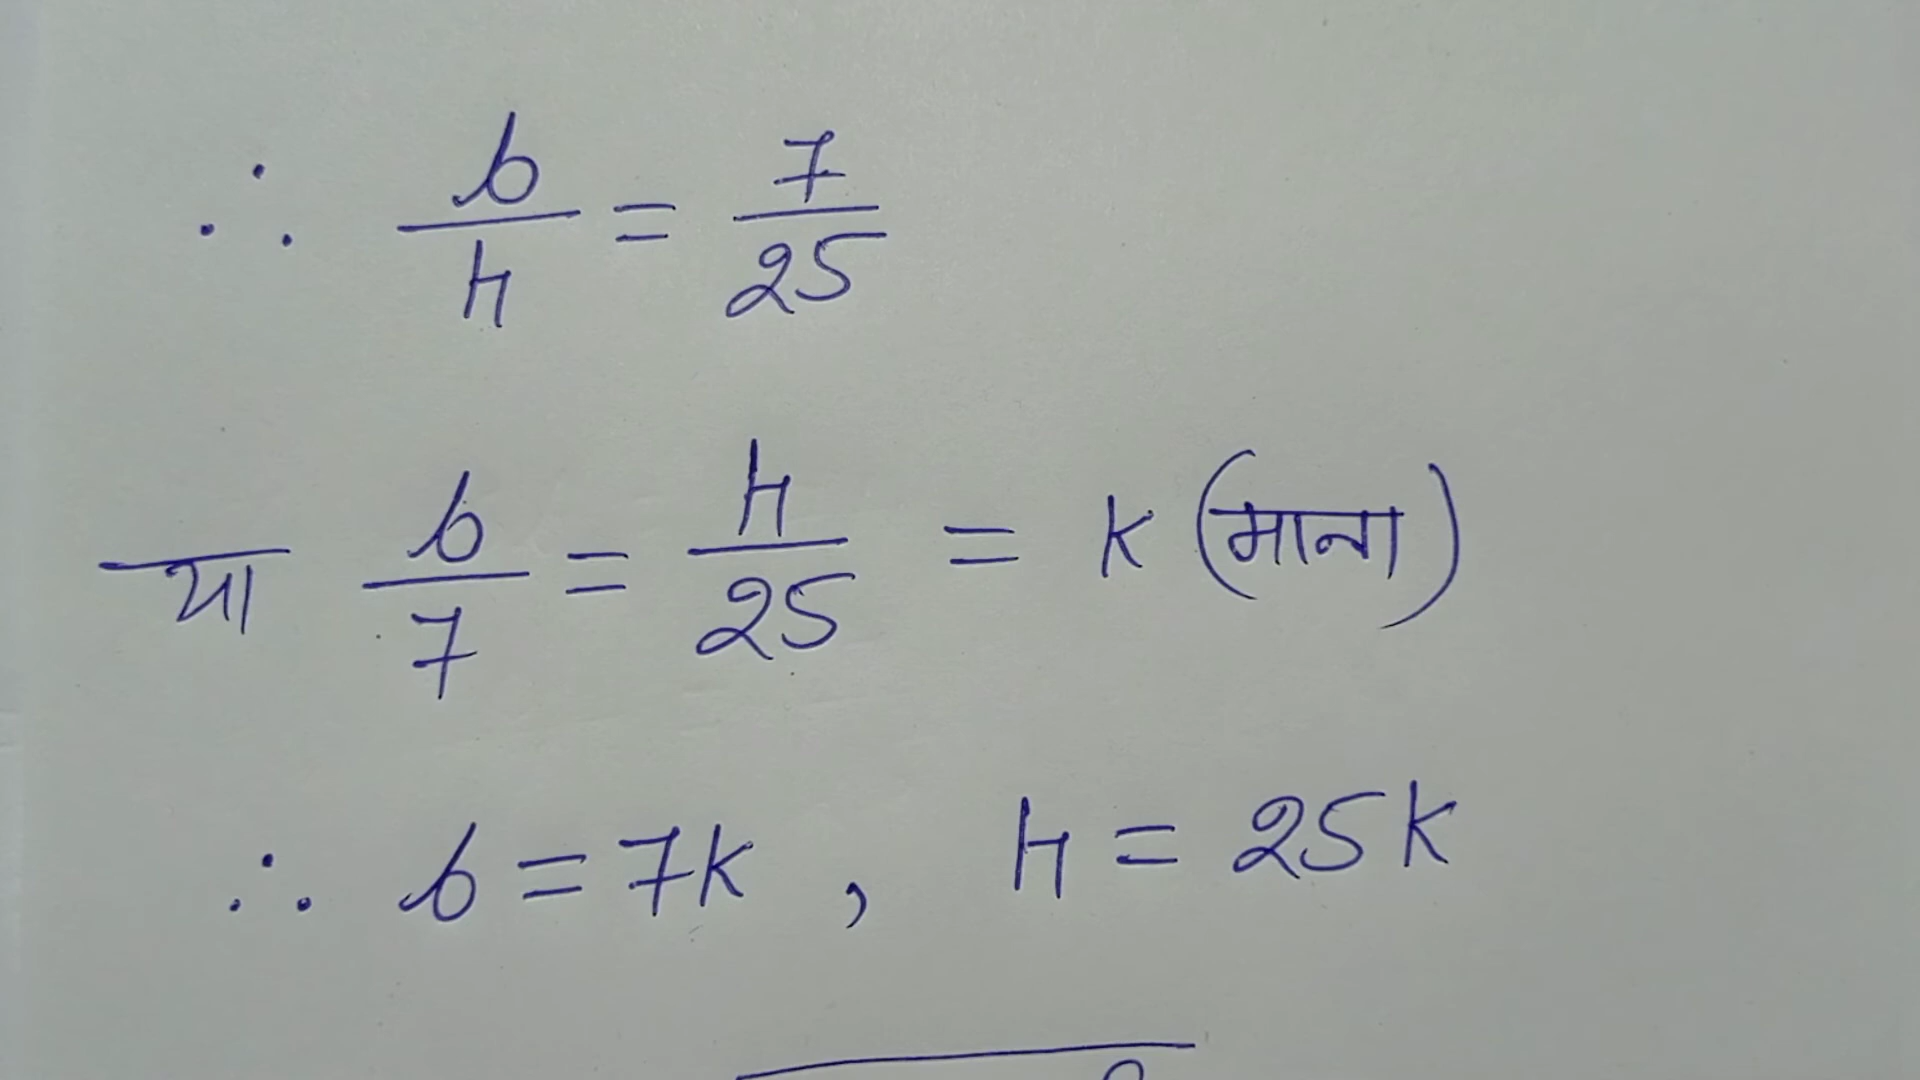 ∴ b/h = 7/25
या b/7 = h/25 = k (माना)
∴ b = 7k , h = 25k